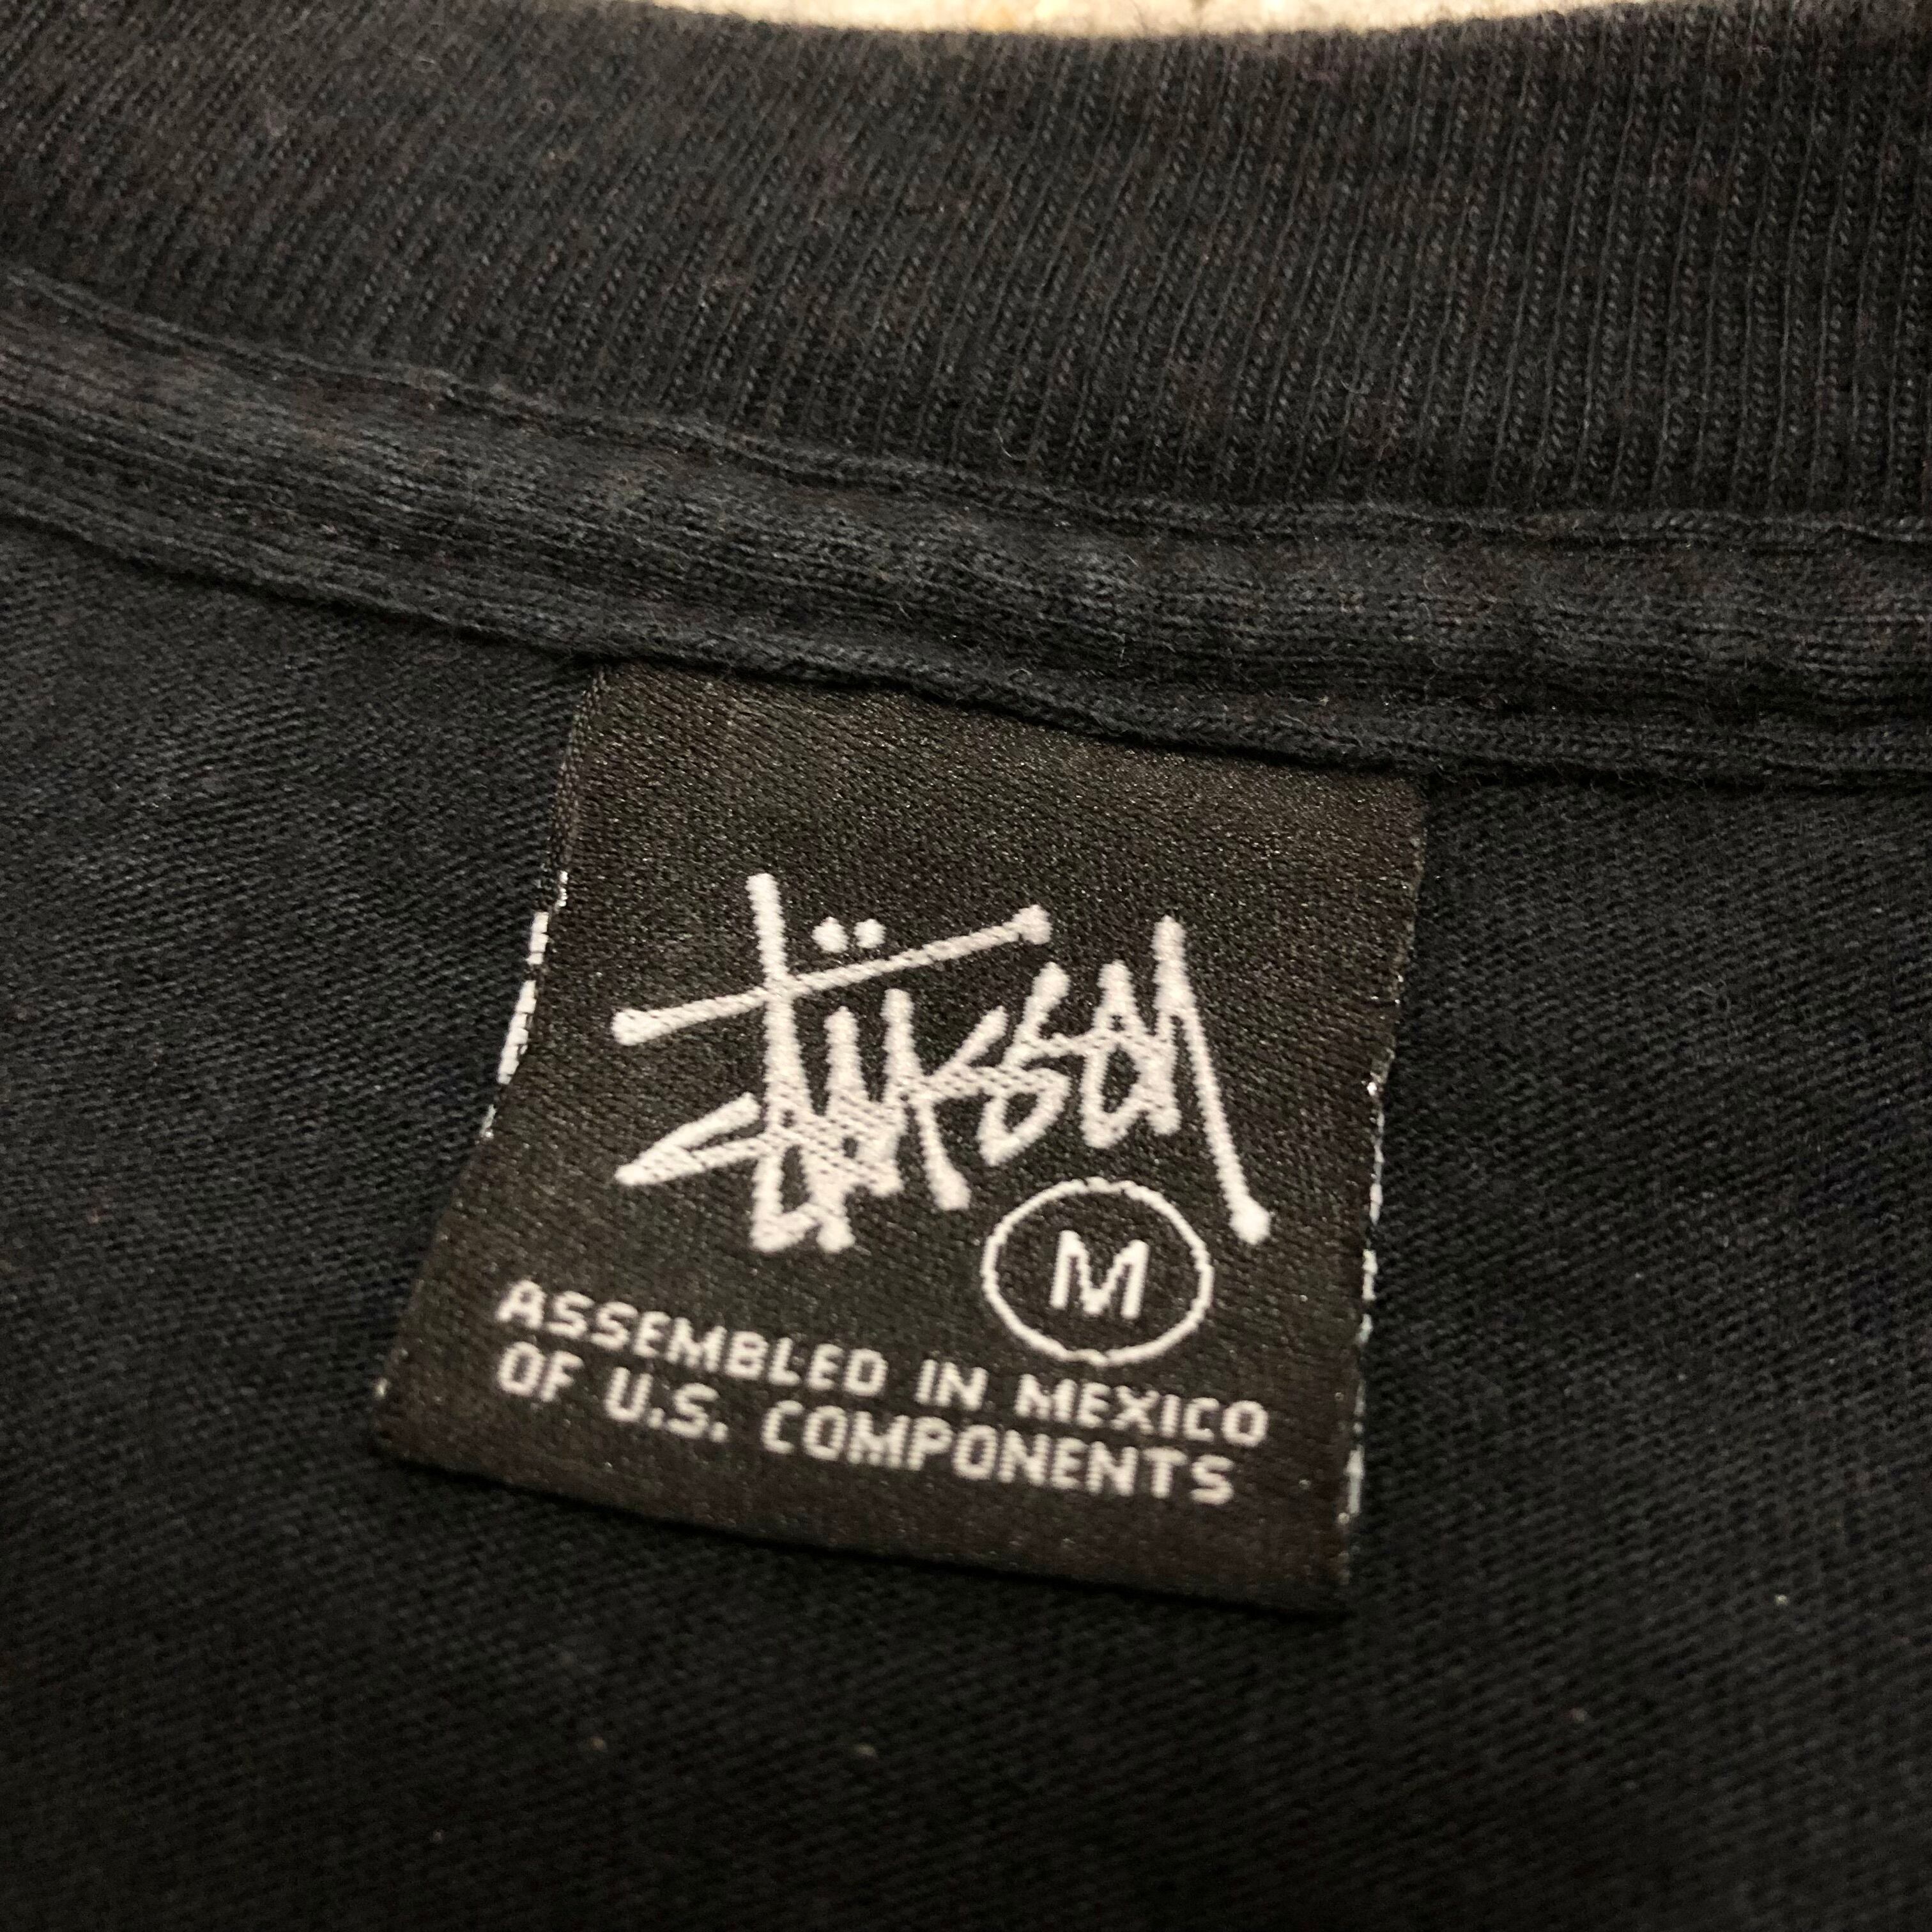 Stüssy
M
ASSEMBLED IN MEXICO
OF U.S. COMPONENTS